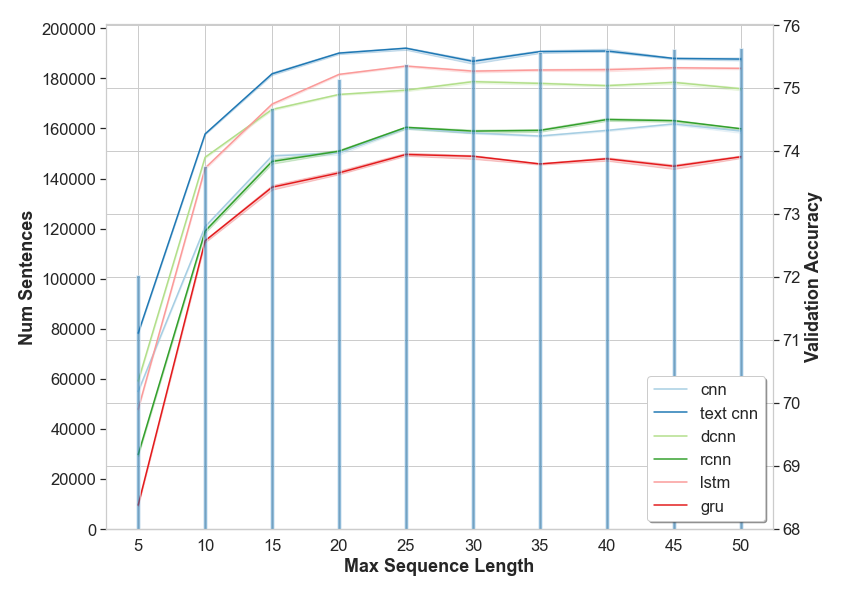 200000
180000
160000
140000
120000
100000
80000
60000
40000
20000
0
Num Sentences
76
75
74
73
72
71
70
69
68
Validation Accuracy
cnn
text cnn
dcnn
rcnn
lstm
gru
5 10 15 20 25 30 35 40 45 50
Max Sequence Length